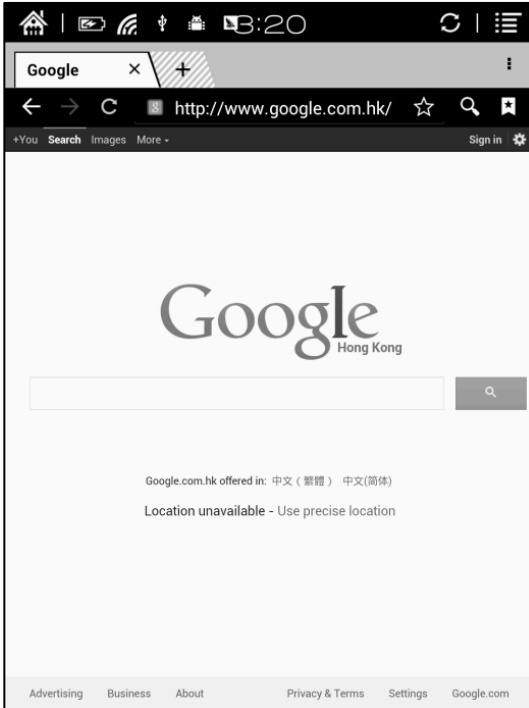 3:20
Google × +
http://www.google.com.hk/
+You Search Images More Sign in
Google
Hong Kong
Google.com.hk offered in: 中文（繁體） 中文(简体)
Location unavailable - Use precise location
Advertising Business About Privacy & Terms Settings Google.com